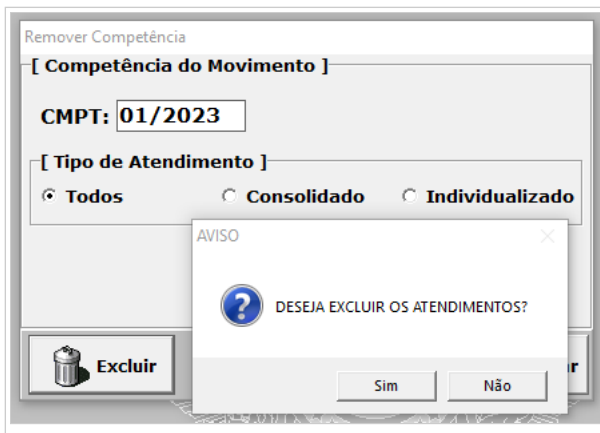 Remover Competência
[ Competência do Movimento ]
CMPT: 01/2023
[ Tipo de Atendimento ]
Todos Consolidado Individualizado
AVISO
DESEJA EXCLUIR OS ATENDIMENTOS?
Excluir
Sim Não